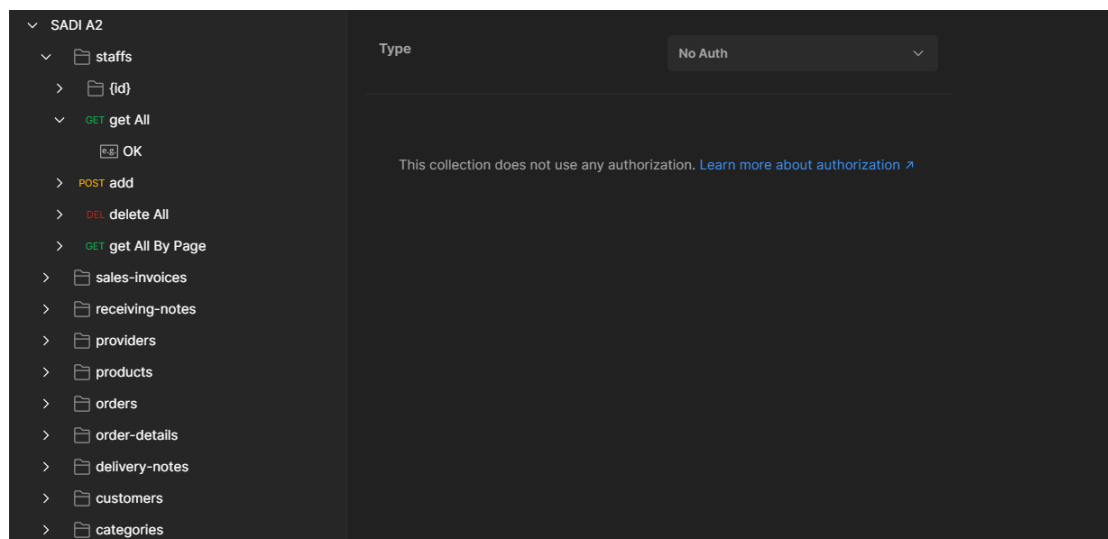 SADI A2
staffs
{id}
GET get All
e.g. OK
POST add
DEL delete All
GET get All By Page
sales-invoices
receiving-notes
providers
products
orders
order-details
delivery-notes
customers
categories
Type
No Auth
This collection does not use any authorization. Learn more about authorization ↗